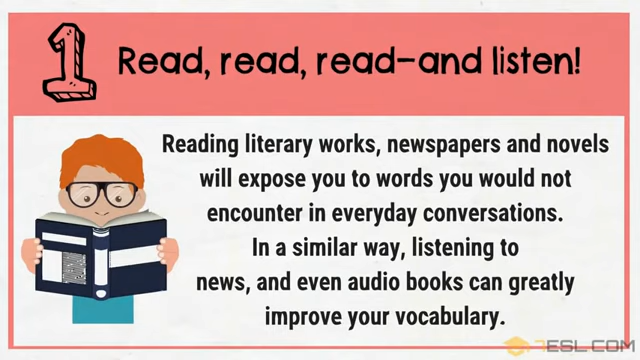 1
Read, read, read—and listen!
Reading literary works, newspapers and novels
will expose you to words you would not
encounter in everyday conversations.
In a similar way, listening to
news, and even audio books can greatly
improve your vocabulary.
7ESL.COM